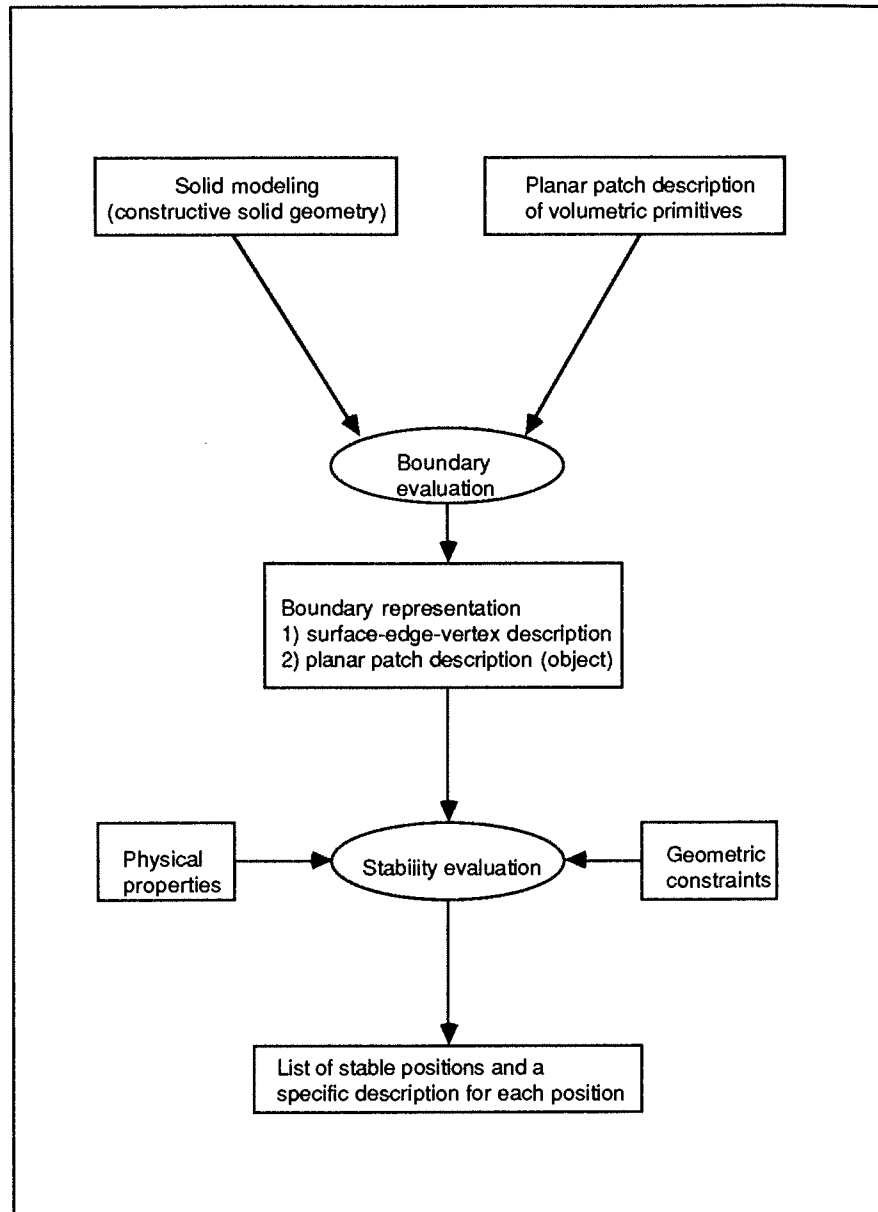 Solid modeling
(constructive solid geometry)
Planar patch description
of volumetric primitives
Boundary
evaluation
Boundary representation
1) surface-edge-vertex description
2) planar patch description (object)
Physical
properties
Stability evaluation
Geometric
constraints
List of stable positions and a
specific description for each position